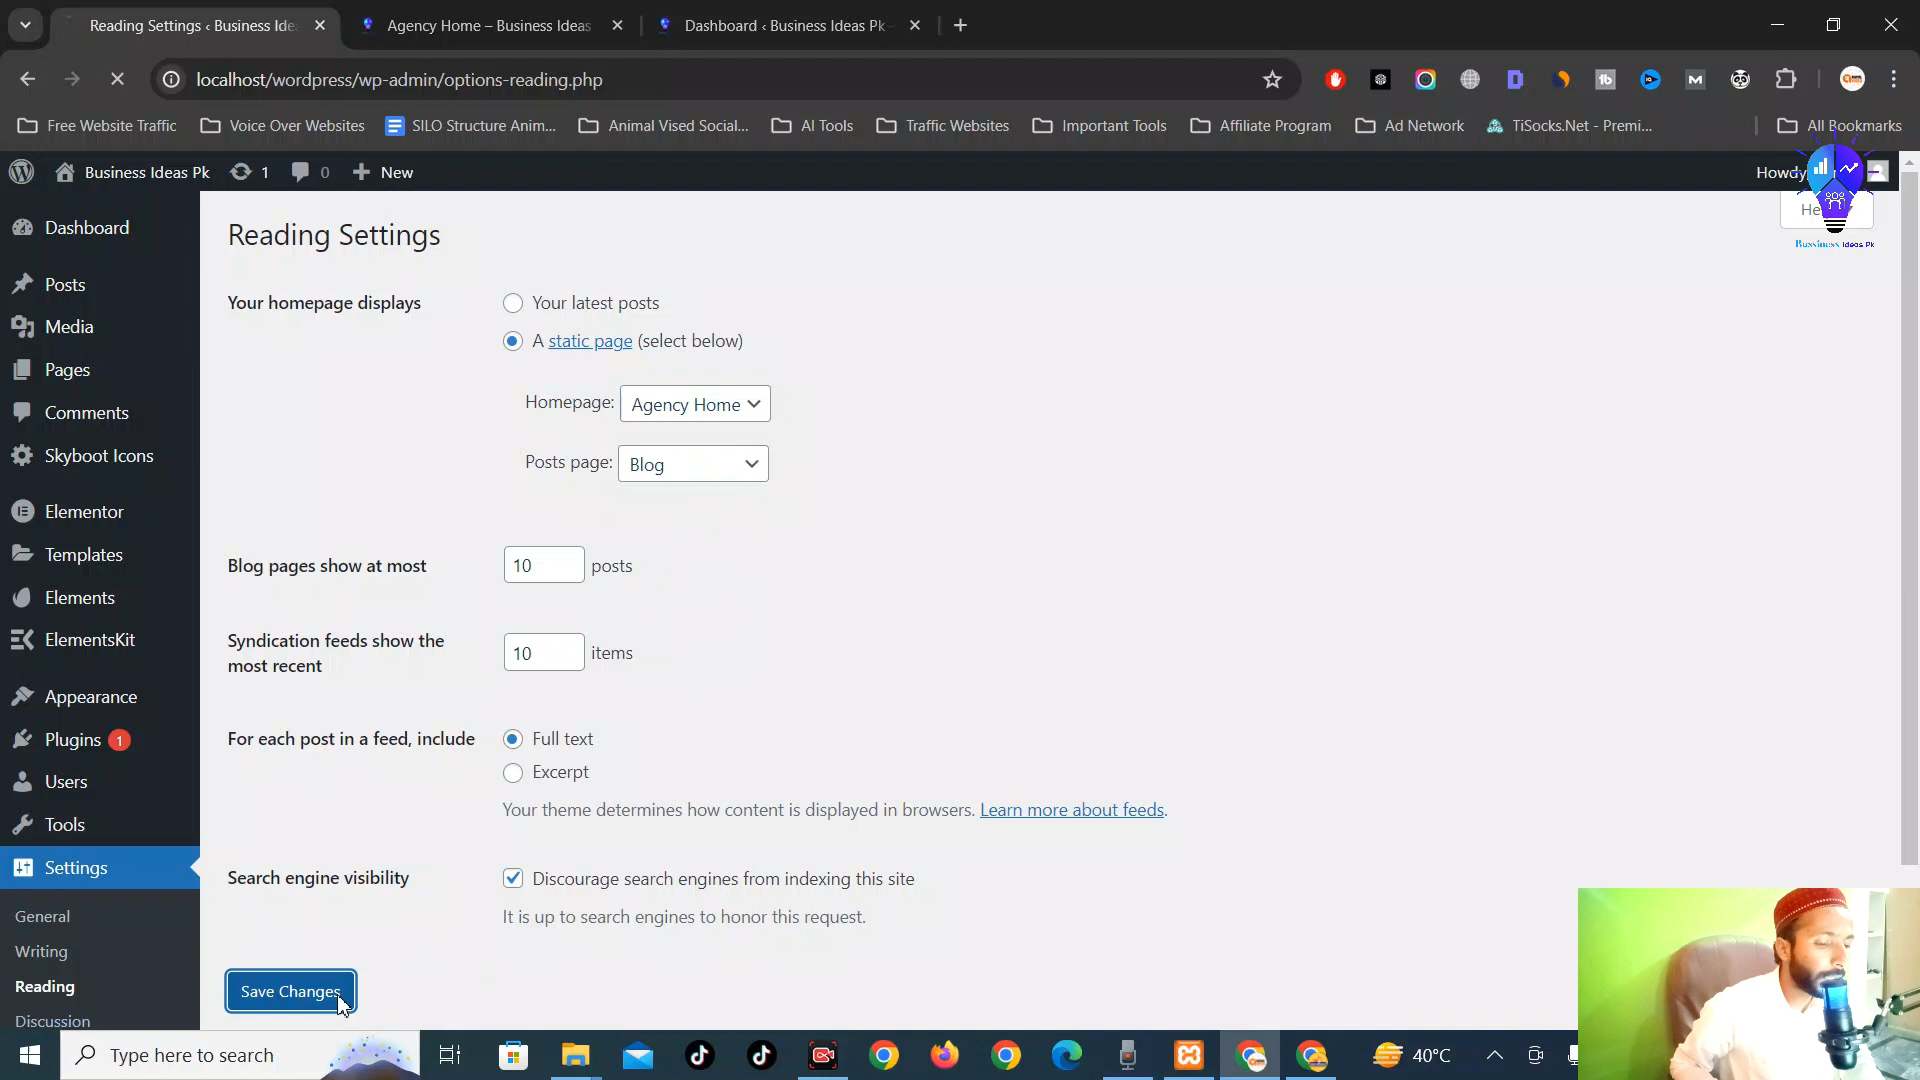 Reading Settings ‹ Business Ide
Agency Home – Business Ideas
Dashboard ‹ Business Ideas Pk
localhost/wordpress/wp-admin/options-reading.php
Free Website Traffic
Voice Over Websites
SILO Structure Anim...
Animal Vised Social...
AI Tools
Traffic Websites
Important Tools
Affiliate Program
Ad Network
TiSocks.Net - Premi...
All Bookmarks
Business Ideas Pk
1
0
New
Howdy
Bussiness Ideas Pk
Dashboard
Posts
Media
Pages
Comments
Skyboot Icons
Elementor
Templates
Elements
ElementsKit
Appearance
Plugins 1
Users
Tools
Settings
General
Writing
Reading
Discussion
Reading Settings
Your homepage displays
Your latest posts
A static page (select below)
Homepage: Agency Home
Posts page: Blog
Blog pages show at most 10 posts
Syndication feeds show the
most recent
10 items
For each post in a feed, include
Full text
Excerpt
Your theme determines how content is displayed in browsers. Learn more about feeds.
Search engine visibility
Discourage search engines from indexing this site
It is up to search engines to honor this request.
Save Changes
Type here to search
40°C